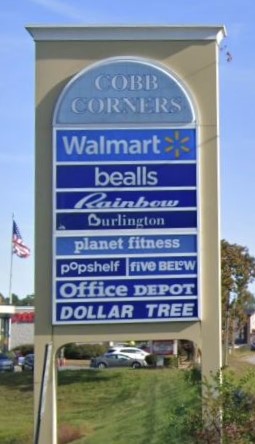 COBB
CORNERS
Walmart
bealls
Rainbow
Burlington
planet fitness
popshelf five BELOW
Office DEPOT
DOLLAR TREE